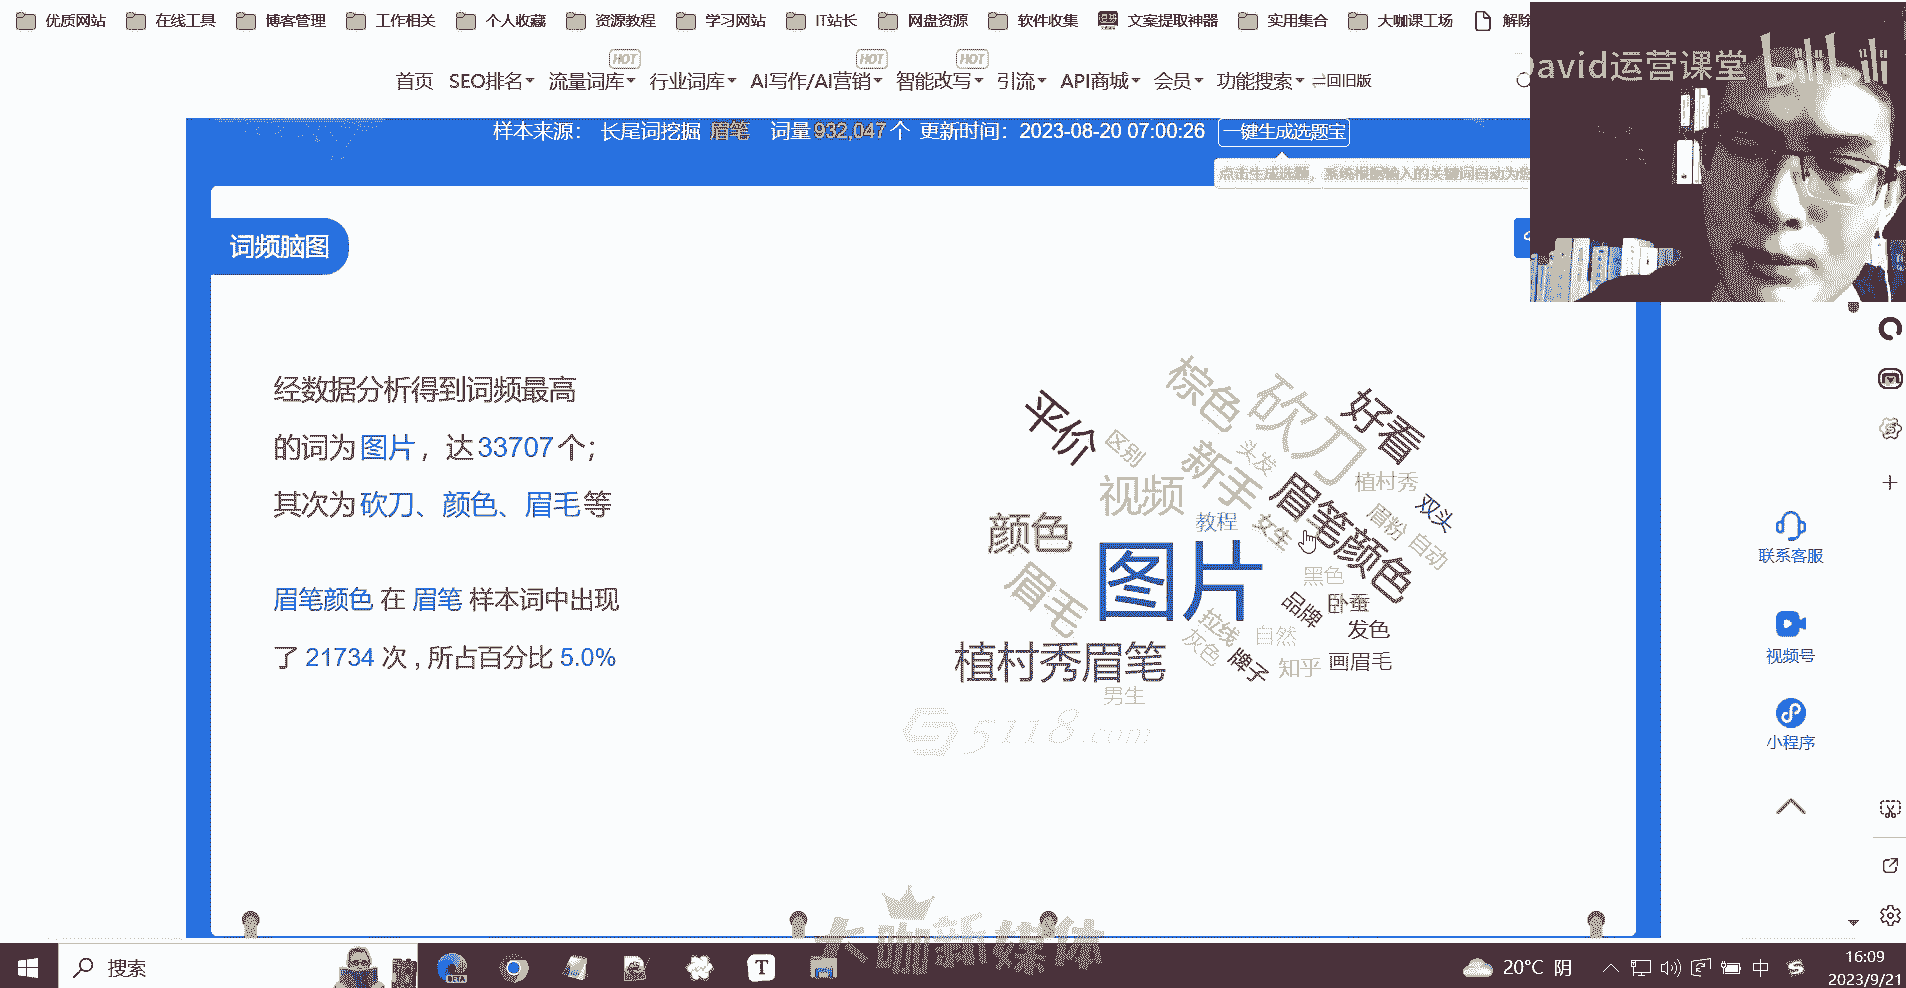 优质网站 在线工具 博客管理 工作相关 个人收藏 资源教程 学习网站 IT站长 网盘资源 软件收集 文案提取神器 实用集合 大咖课工场 解除
HOT HOT HOT
首页 SEO排名 流量词库 行业词库 AI写作/AI营销 智能改写 引流 API商城 会员 功能搜索 回旧版
avid运营课堂 bilibili
样本来源： 长尾词挖掘 眉笔 词量932,047个 更新时间：2023-08-20 07:00:26 一键生成选题宝
点击生成选题，系统根据输入的关键词自动为您
词频脑图
经数据分析得到词频最高
的词为图片，达33707个；
其次为砍刀、颜色、眉毛等
眉笔颜色 在 眉笔 样本词中出现
了 21734 次 , 所占百分比 5.0%
平价
棕色
砍刀
好看
区别
头发
新手
视频
植村秀
双头
眉粉
自动
眉笔颜色
教程
女生
颜色
图片
眉毛
黑色
卧蚕
品牌
发色
拉线
灰色
自然
牌子
知乎
画眉毛
植村秀眉笔
男生
5118.com
联系客服
视频号
小程序
大咖新媒体
搜索
BETA
T
20°C 阴
中
16:09
2023/9/21